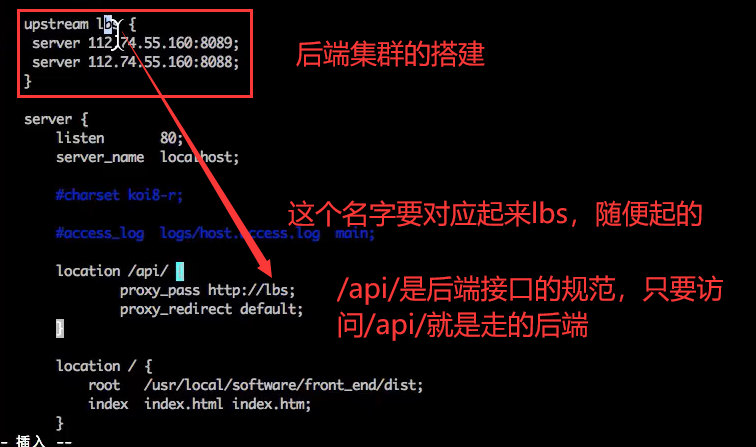 upstream lbs {
server 112.74.55.160:8089;
server 112.74.55.160:8088;
}
后端集群的搭建
server {
listen 80;
server_name localhost;
#charset koi8-r;
这个名字要对应起来lbs，随便起的
#access_log logs/host.access.log main;
location /api/ {
proxy_pass http://lbs;
proxy_redirect default;
}
/api/是后端接口的规范，只要访
问/api/就是走的后端
location / {
root /usr/local/software/front_end/dist;
index index.html index.htm;
}
- 插入 --